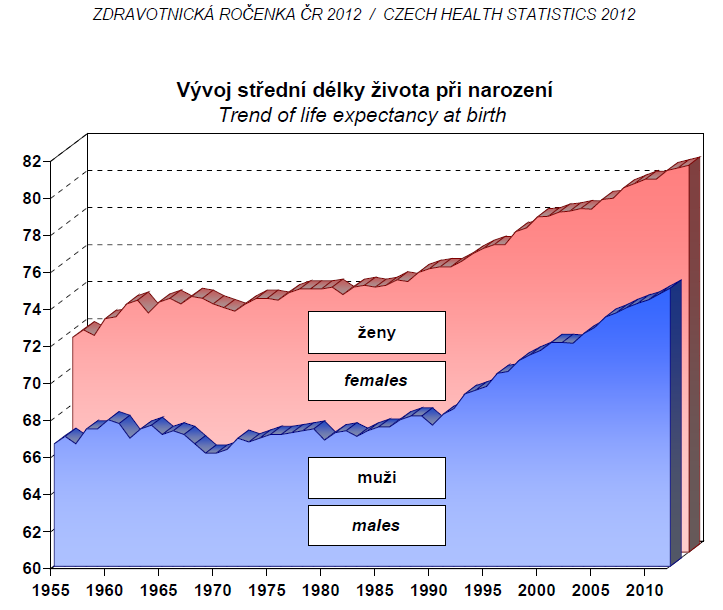 ZDRAVOTNICKÁ ROČENKA ČR 2012 / CZECH HEALTH STATISTICS 2012
Vývoj střední délky života při narození
Trend of life expectancy at birth
82
80
78
76
74
72
70
68
66
64
62
60
ženy
females
muži
males
1955 1960 1965 1970 1975 1980 1985 1990 1995 2000 2005 2010